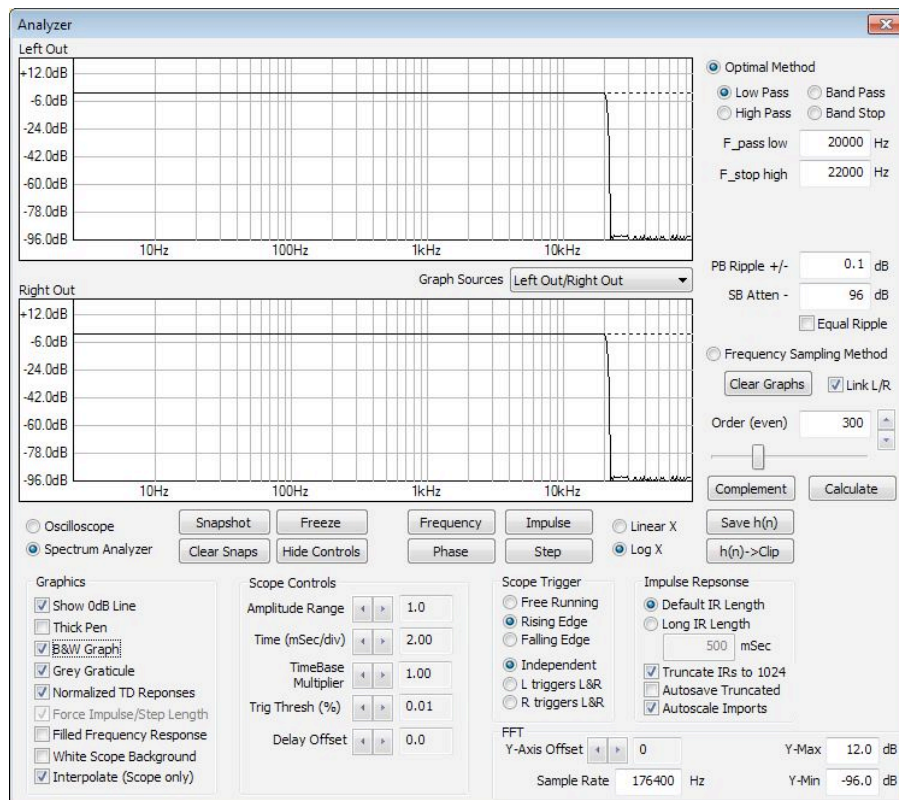 Analyzer
Left Out
+12.0dB
-6.0dB
-24.0dB
-42.0dB
-60.0dB
-78.0dB
-96.0dB
10Hz 100Hz 1kHz 10kHz
Graph Sources Left Out/Right Out
Right Out
+12.0dB
-6.0dB
-24.0dB
-42.0dB
-60.0dB
-78.0dB
-96.0dB
10Hz 100Hz 1kHz 10kHz
Optimal Method
Low Pass Band Pass
High Pass Band Stop
F_pass low 20000 Hz
F_stop high 22000 Hz
PB Ripple +/- 0.1 dB
SB Atten - 96 dB
Equal Ripple
Frequency Sampling Method
Clear Graphs Link L/R
Order (even) 300
Complement Calculate
Save h(n)
h(n)->Clip
Oscilloscope
Spectrum Analyzer
Snapshot Freeze Frequency Impulse
Clear Snaps Hide Controls Phase Step
Linear X
Log X
Graphics
Show 0dB Line
Thick Pen
B&W Graph
Grey Graticule
Normalized TD Reponses
Force Impulse/Step Length
Filled Frequency Response
White Scope Background
Interpolate (Scope only)
Scope Controls
Amplitude Range 1.0
Time (mSec/div) 2.00
TimeBase
Multiplier 1.00
Trig Thresh (%) 0.01
Delay Offset 0.0
Scope Trigger
Free Running
Rising Edge
Falling Edge
Independent
L triggers L&R
R triggers L&R
Impulse Repsonse
Default IR Length
Long IR Length
500 mSec
Truncate IRs to 1024
Autosave Truncated
Autoscale Imports
FFT
Y-Axis Offset 0 Y-Max 12.0 dB
Sample Rate 176400 Hz Y-Min -96.0 dB